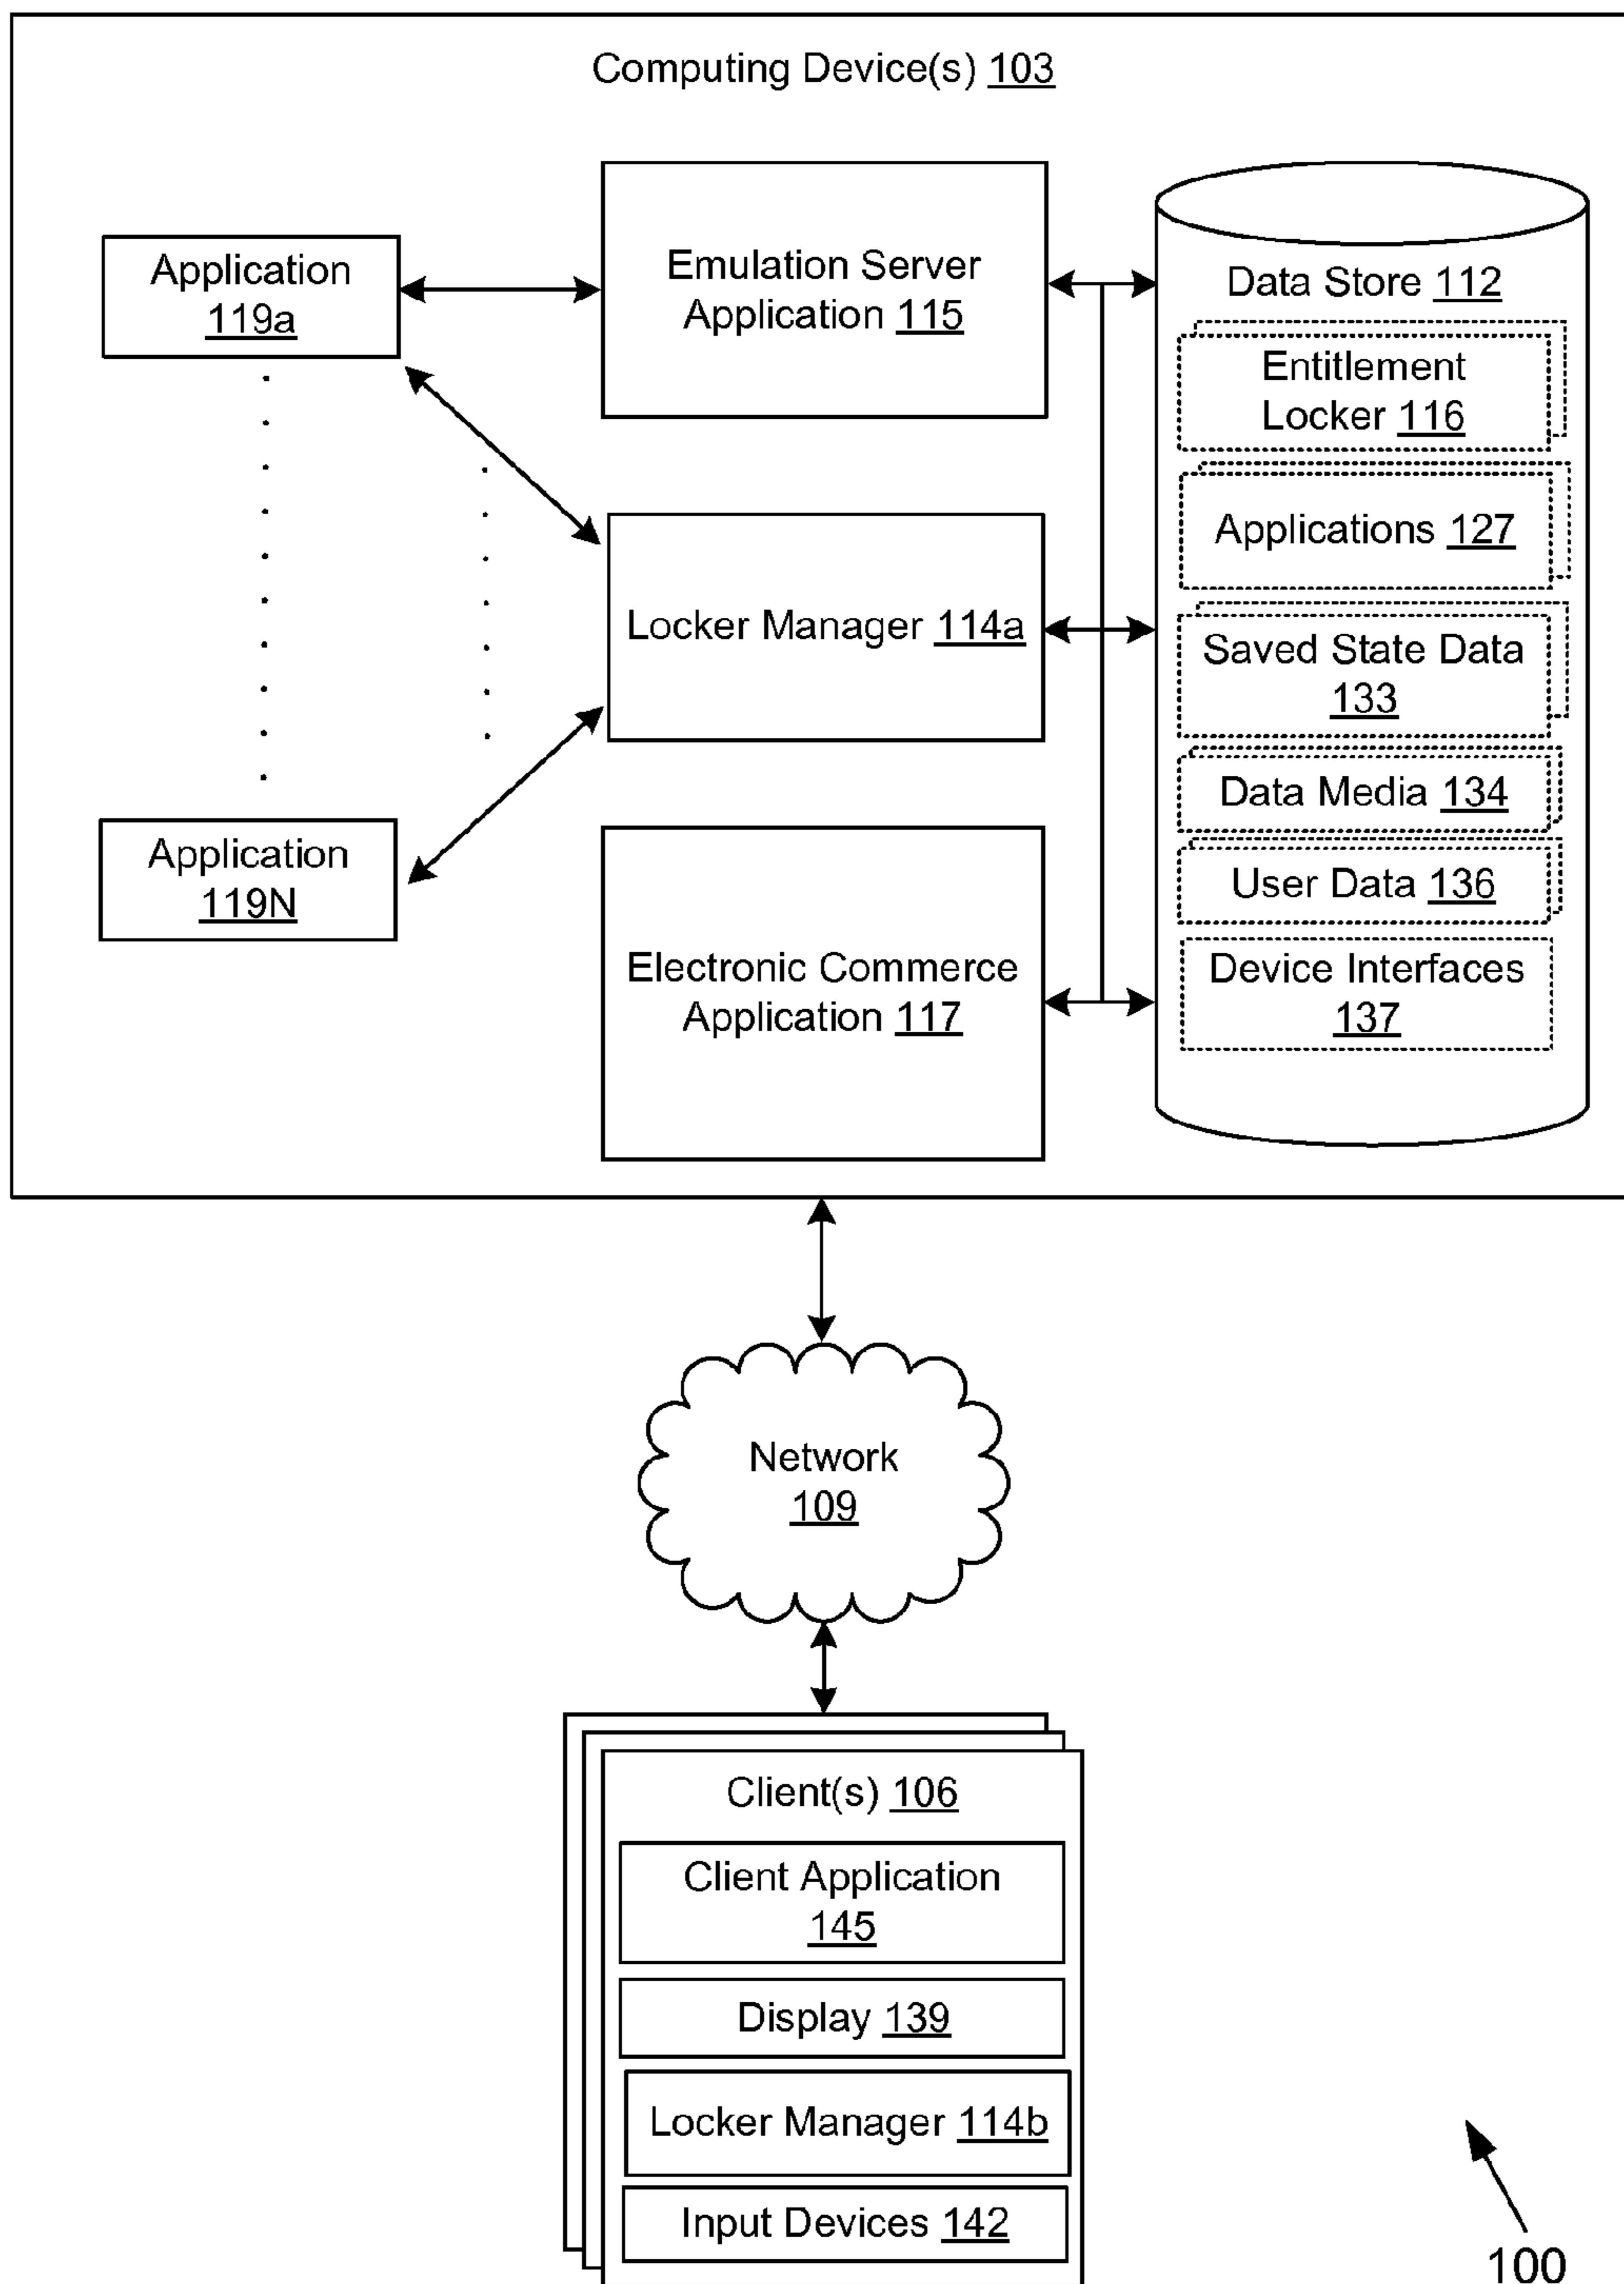 Computing Device(s) 103
Application
119a
Emulation Server
Application 115
Data Store 112
Entitlement
Locker 116
Applications 127
Locker Manager 114a
Saved State Data
133
Data Media 134
Application
119N
User Data 136
Electronic Commerce
Application 117
Device Interfaces
137
Network
109
Client(s) 106
Client Application
145
Display 139
Locker Manager 114b
Input Devices 142
100